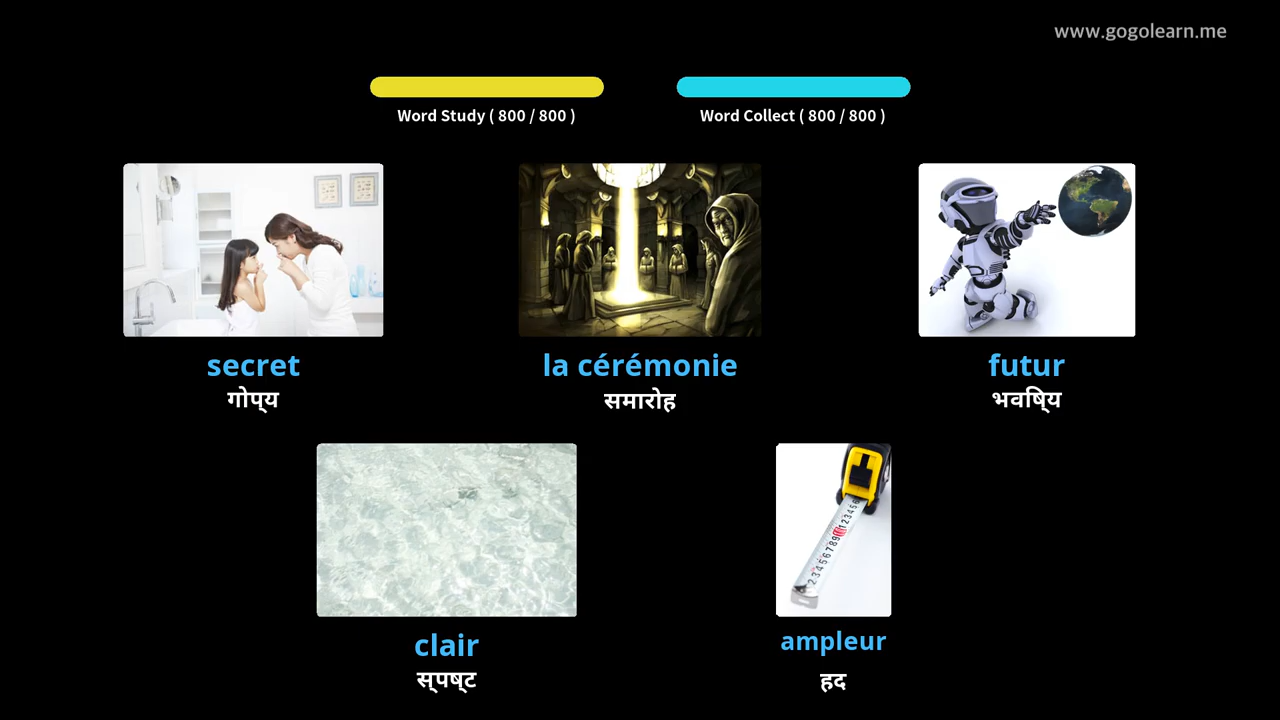 www.gogolearn.me
Word Study ( 800 / 800 )
Word Collect ( 800 / 800 )
secret
गोप्य
la cérémonie
समारोह
futur
भविष्य
clair
स्पष्ट
ampleur
हद